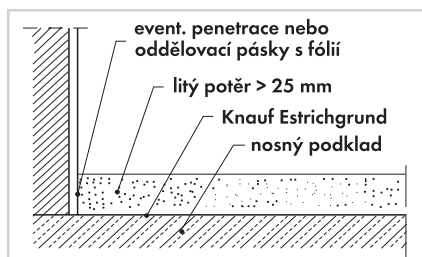 event. penetrace nebo
oddělovací pásky s fólií
litý potěr > 25 mm
Knauf Estrichgrund
nosný podklad